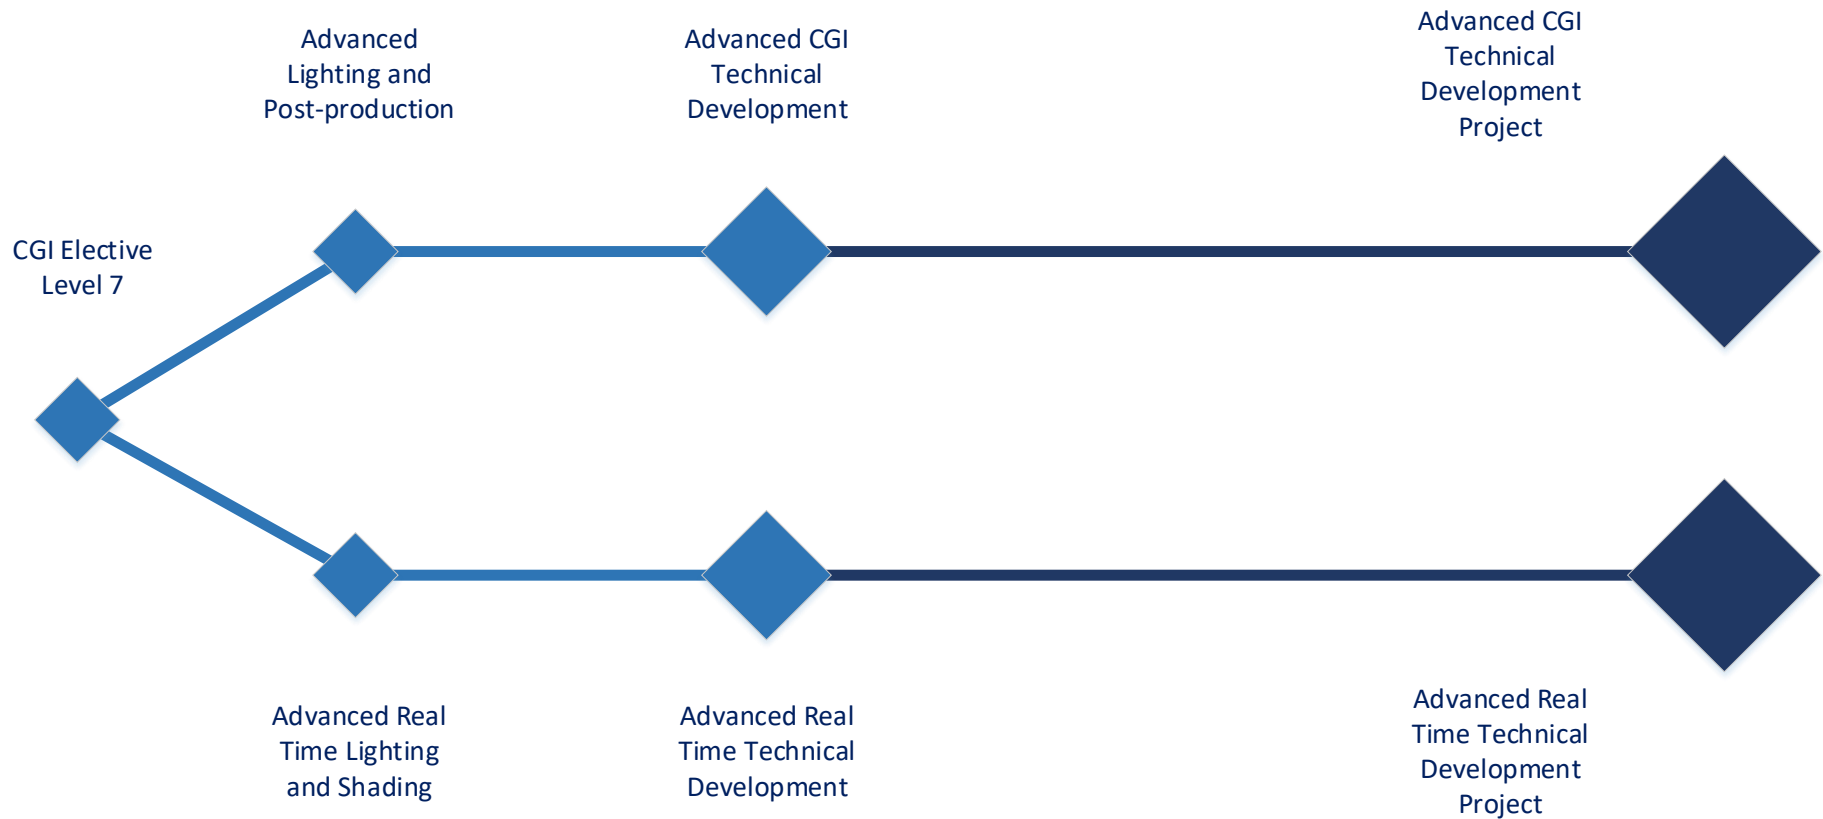 Advanced
Lighting and
Post-production
Advanced CGI
Technical
Development
Advanced CGI
Technical
Development
Project
CGI Elective
Level 7
Advanced Real
Time Lighting
and Shading
Advanced Real
Time Technical
Development
Advanced Real
Time Technical
Development
Project